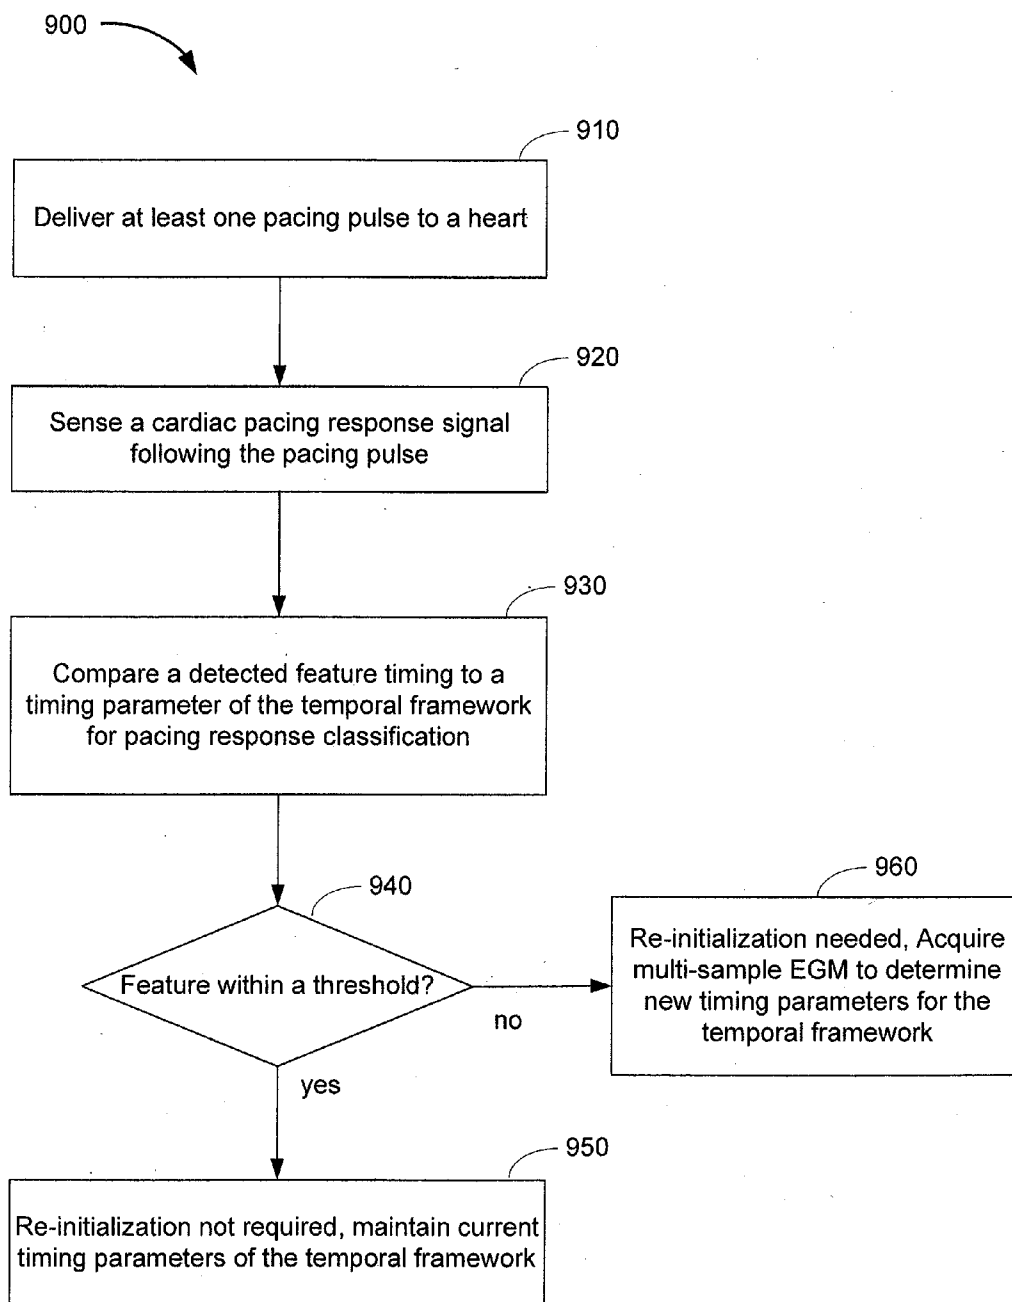 900
910
Deliver at least one pacing pulse to a heart
920
Sense a cardiac pacing response signal
following the pacing pulse
930
Compare a detected feature timing to a
timing parameter of the temporal framework
for pacing response classification
940
Feature within a threshold?
no
yes
960
Re-initialization needed, Acquire
multi-sample EGM to determine
new timing parameters for the
temporal framework
950
Re-initialization not required, maintain current
timing parameters of the temporal framework